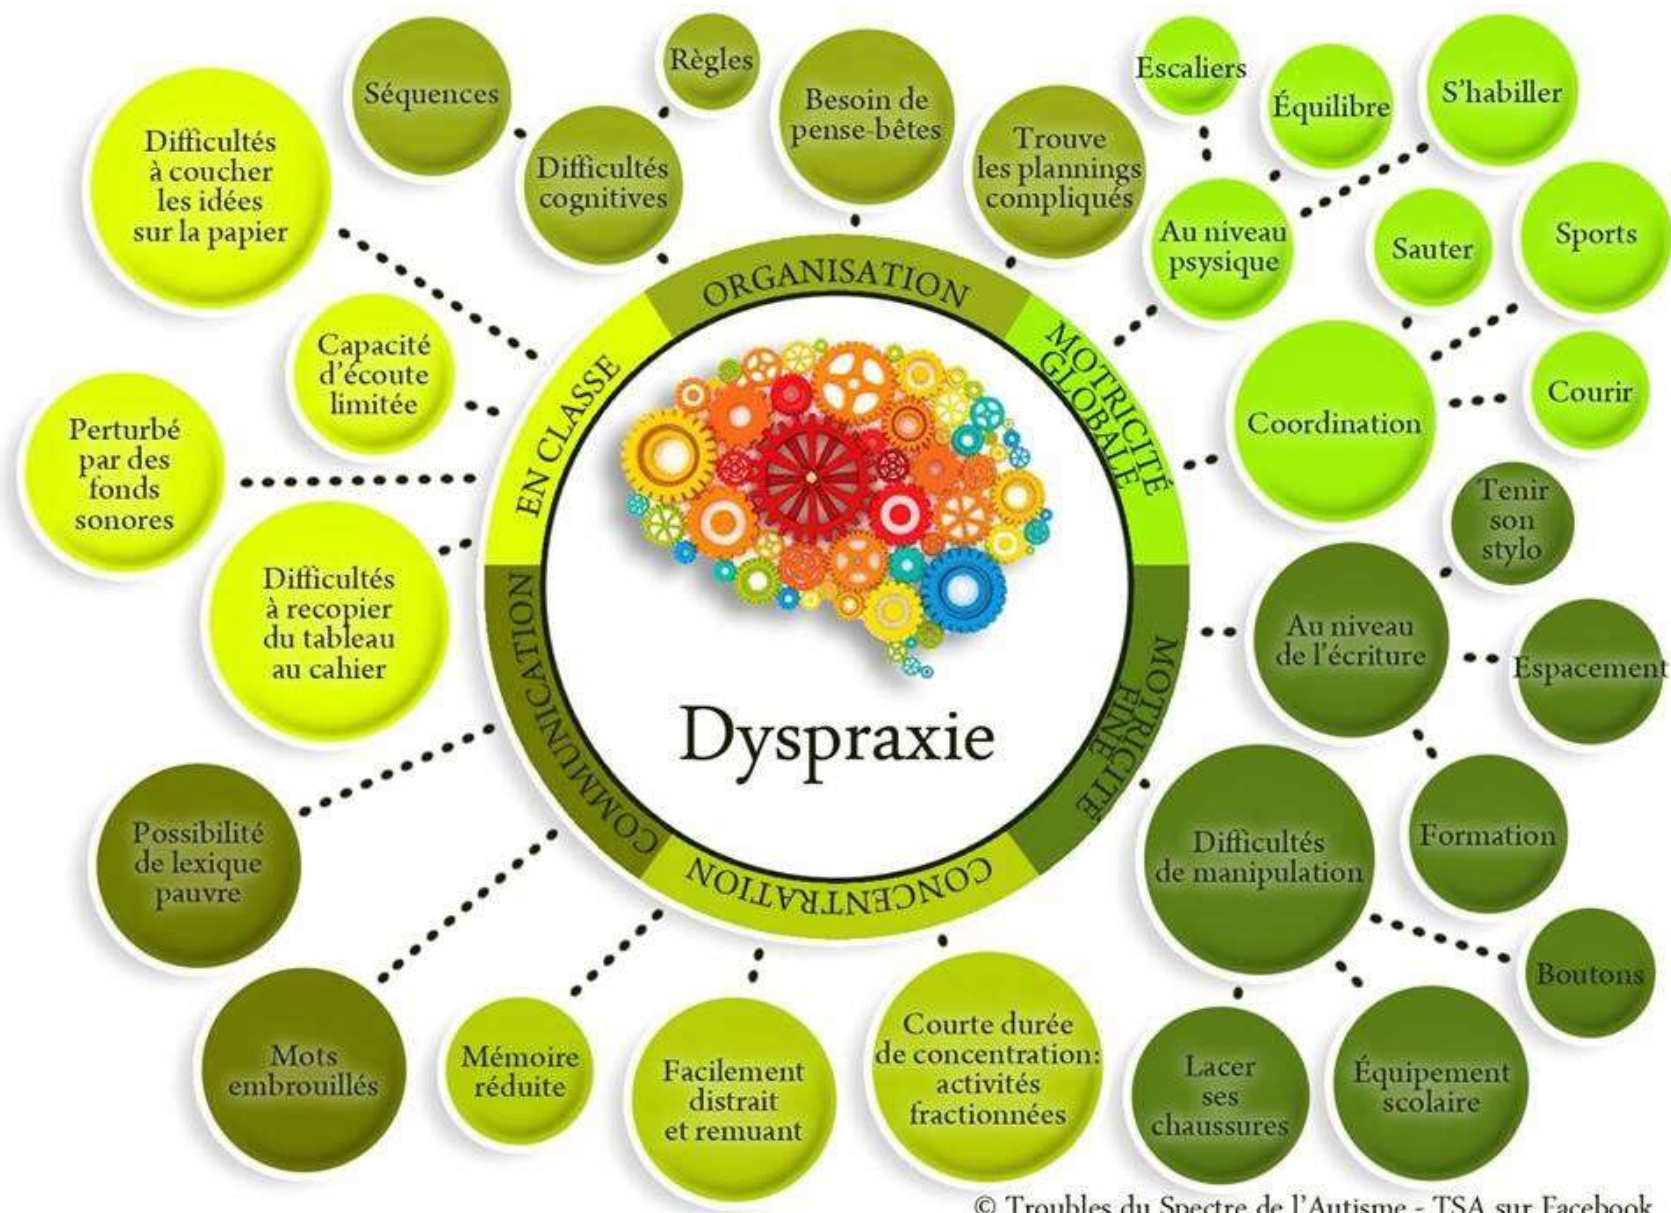 Séquences
Règles
Besoin de
pense-bêtes
Difficultés
cognitives
Trouve
les plannings
compliqués
Escaliers
Équilibre
S'habiller
Au niveau
psysique
Sauter
Sports
Courir
Coordination
Difficultés
à coucher
les idées
sur la papier
Capacité
d'écoute
limitée
Perturbé
par des
fonds
sonores
Difficultés
à recopier
du tableau
au cahier
ORGANISATION
MOTRICITÉ
GLOBALE
EN CLASSE
COMMUNICATION
MOTRICITÉ
FINE
CONCENTRATION
Dyspraxie
Tenir
son
stylo
Au niveau
de l'écriture
Espacement
Formation
Difficultés
de manipulation
Boutons
Équipement
scolaire
Lacer
ses
chaussures
Possibilité
de lexique
pauvre
Mots
embrouillés
Mémoire
réduite
Facilement
distrait
et remuant
Courte durée
de concentration:
activités
fractionnées
© Troubles du Spectre de l'Autisme - TSA sur Facebook